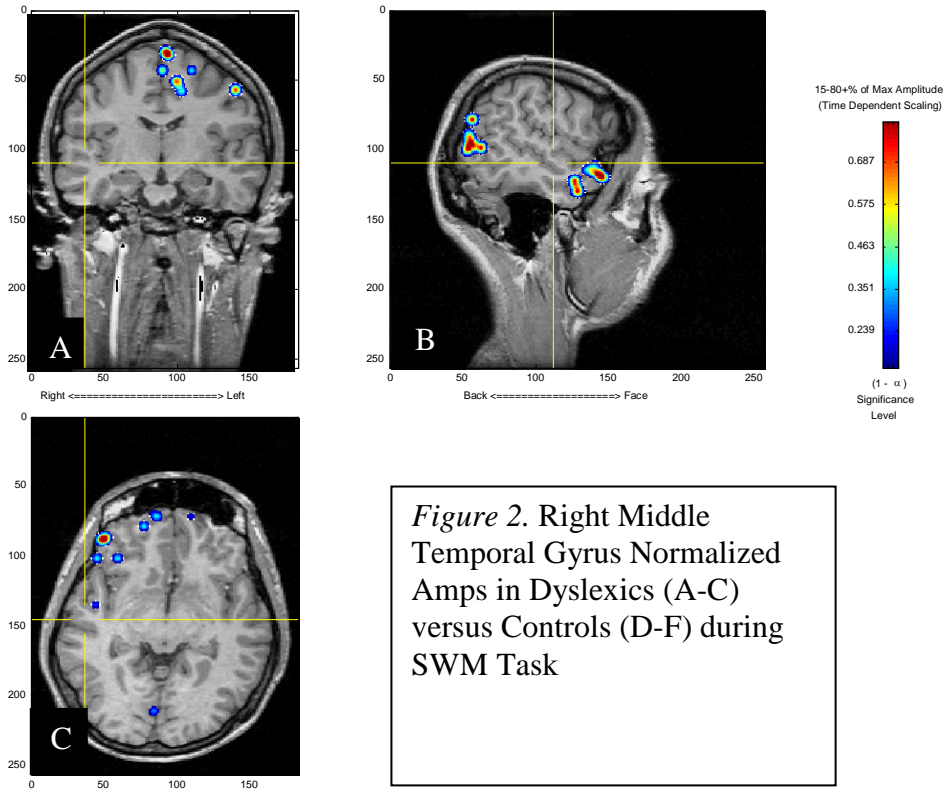 0
50
100
150
200
250
A
0 50 100 150
Right <======================> Left
0
50
100
150
200
250
B
0 50 100 150 200 250
Back <==================> Face
15-80+% of Max Amplitude
(Time Dependent Scaling)
0.687
0.575
0.463
0.351
0.239
(1 - α)
Significance
Level
0
50
100
150
200
250
C
0 50 100 150
Figure 2. Right Middle
Temporal Gyrus Normalized
Amps in Dyslexics (A-C)
versus Controls (D-F) during
SWM Task